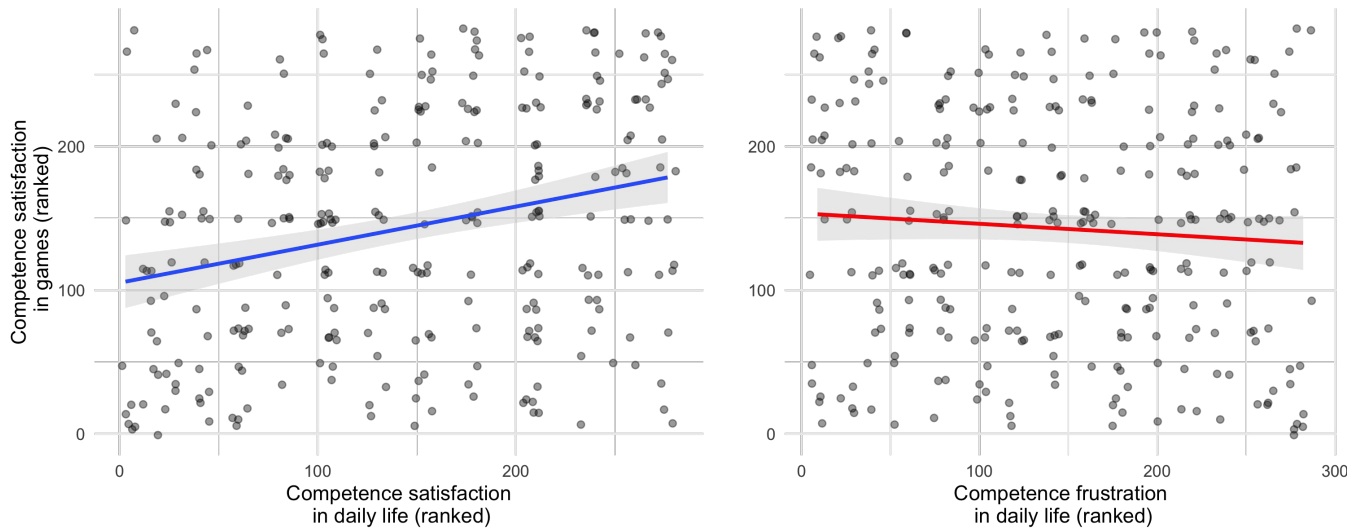 Competence satisfaction
in games (ranked)
200
100
0
0
100
200
Competence satisfaction
in daily life (ranked)
200
100
0
0
100
200
300
Competence frustration
in daily life (ranked)